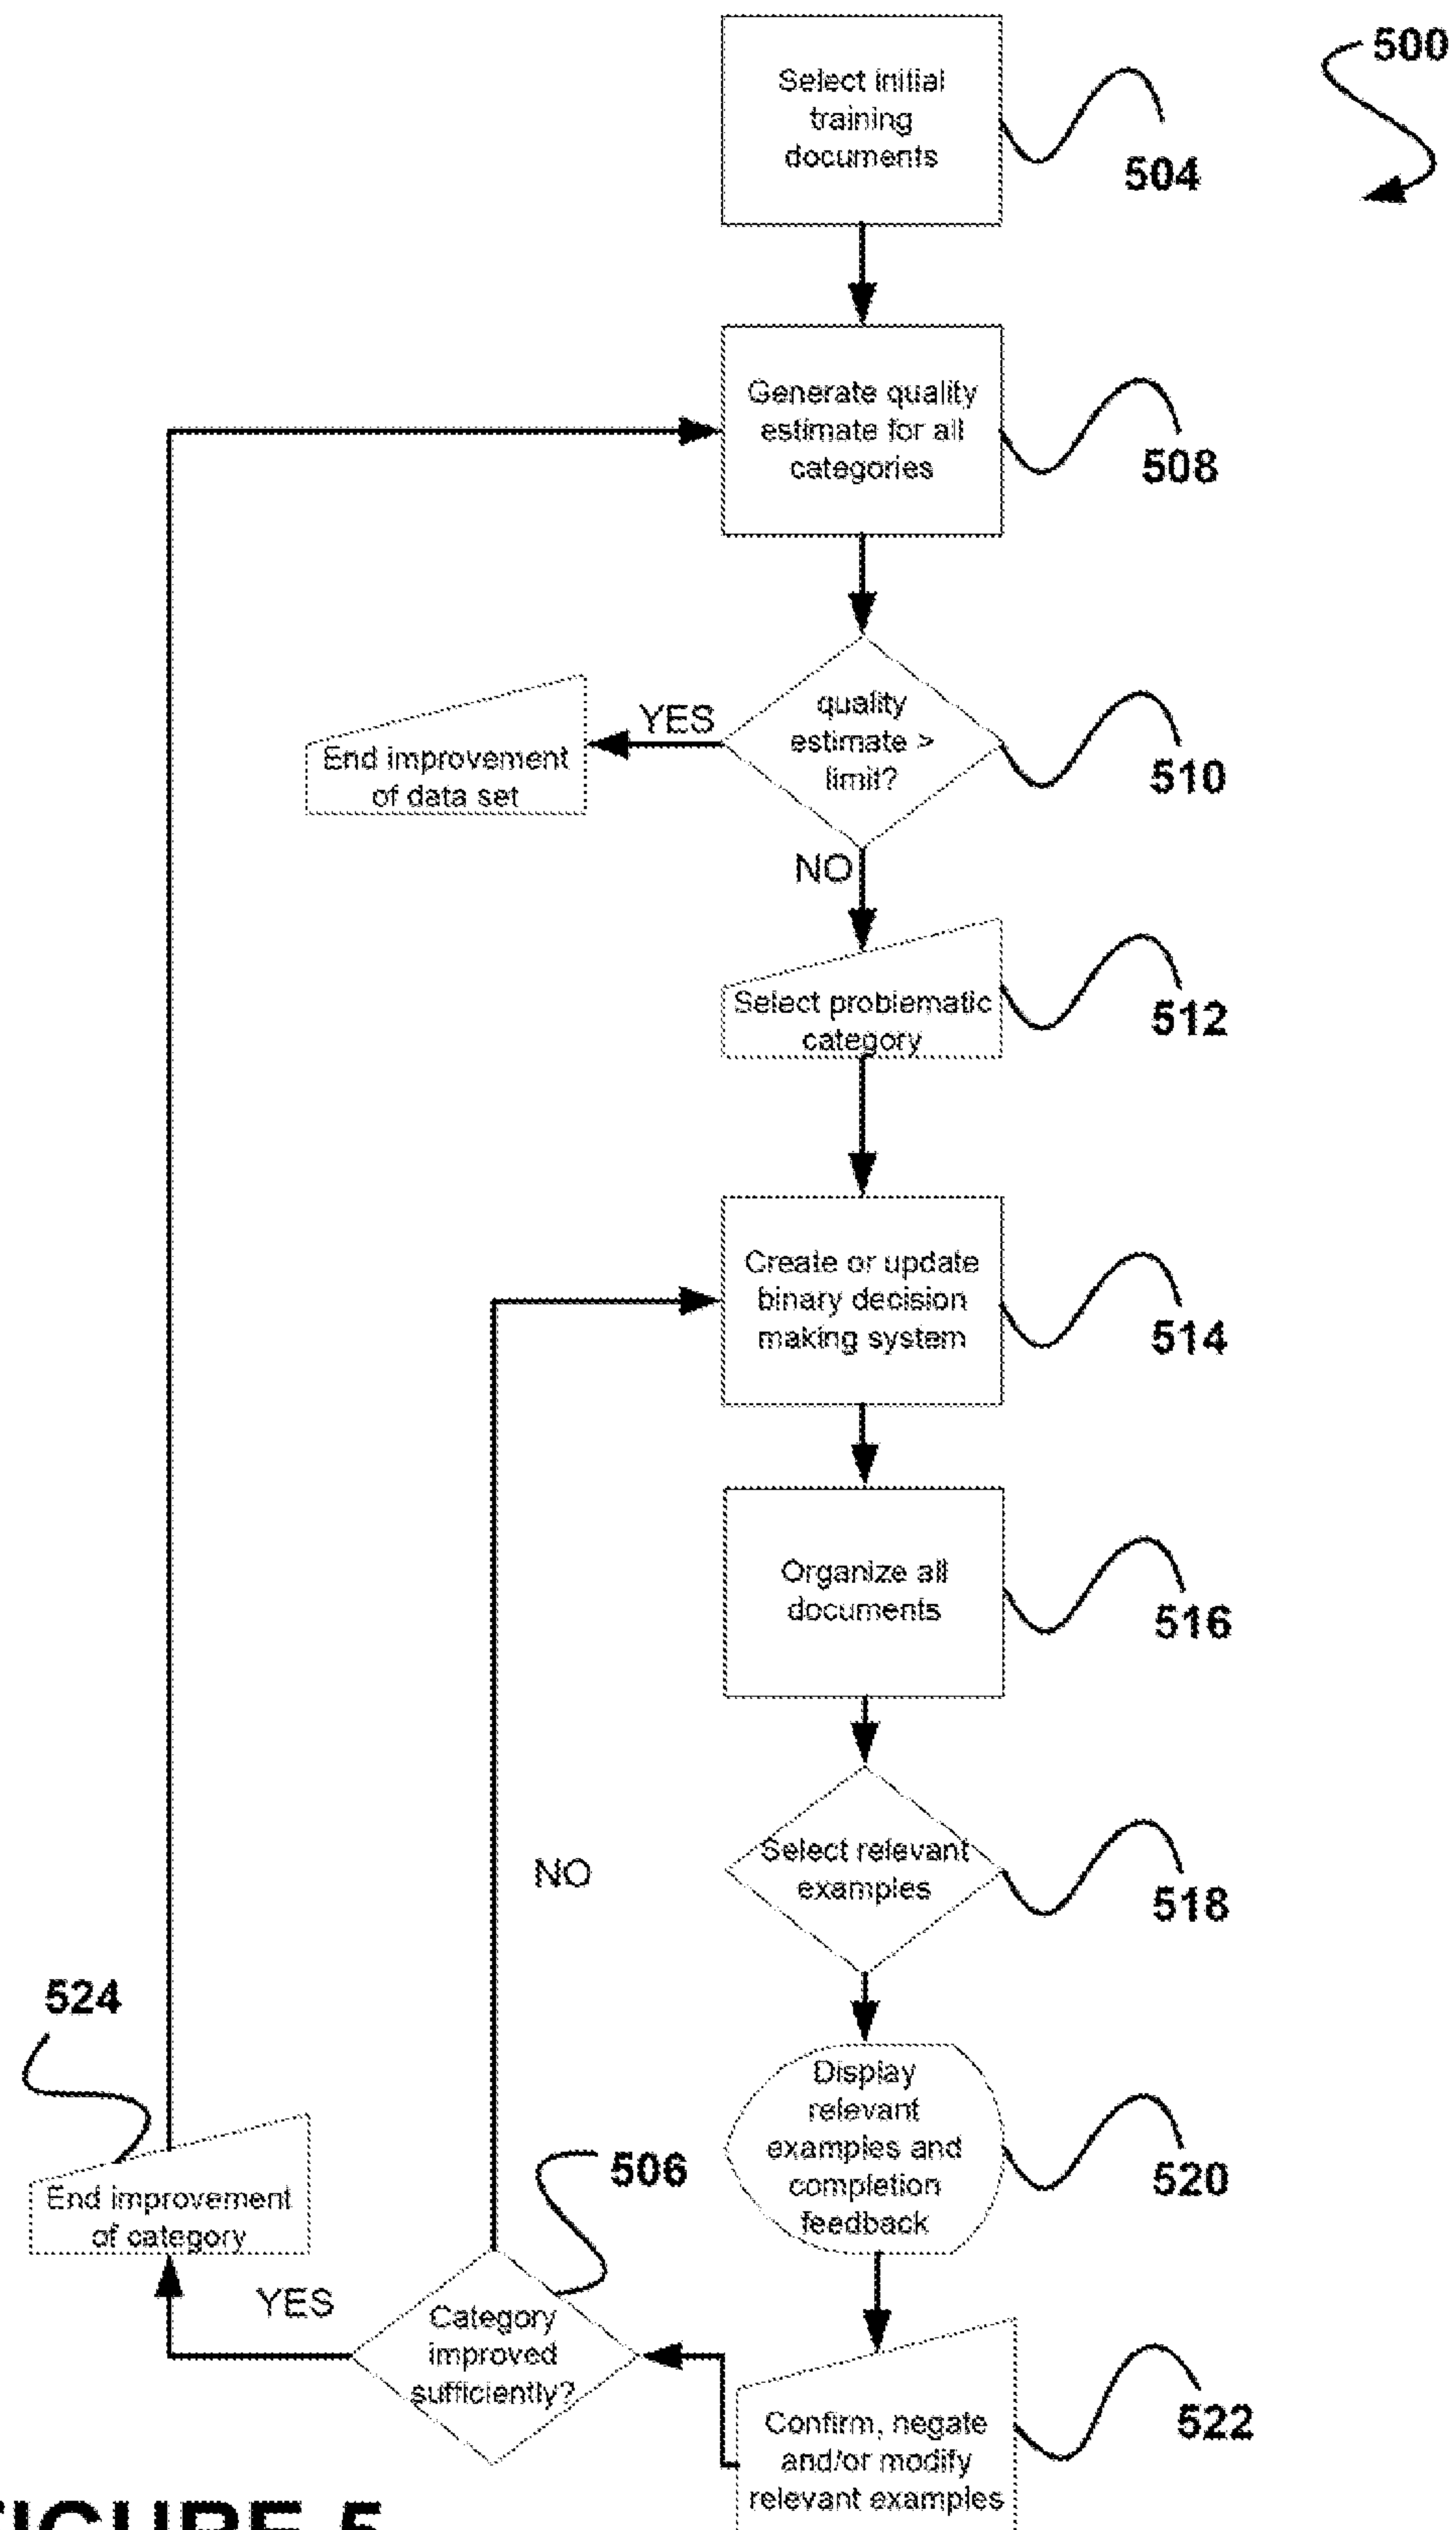 500
Select initial
training
documents
504
Generate quality
estimate for all
categories
508
quality
estimate >
limit?
510
YES
End improvement
of data set
NO
Select problematic
category
512
Create or update
binary decision
making system
514
Organize all
documents
516
Select relevant
examples
518
NO
Display
relevant
examples and
completion
feedback
520
Confirm, negate
and/or modify
relevant examples
522
506
Category
improved
sufficiently?
YES
524
End improvement
of category
FIGURE 5